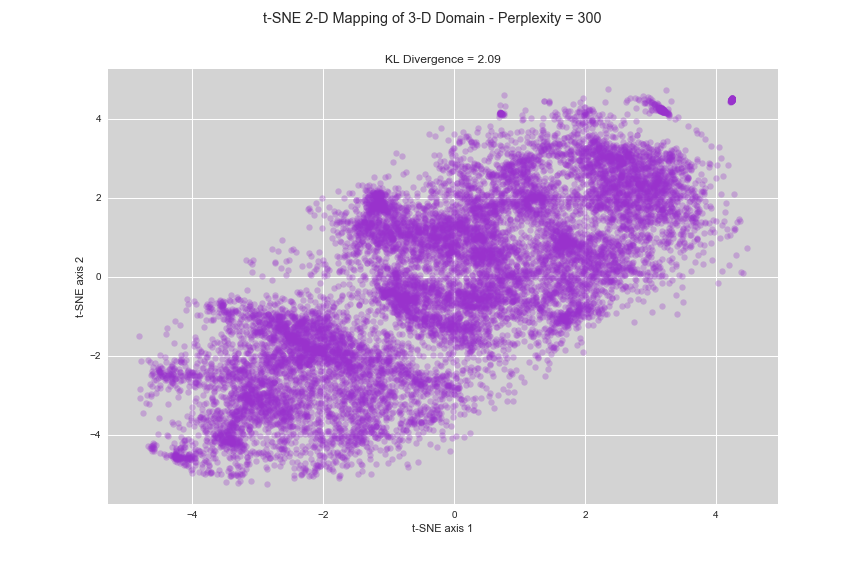 t-SNE 2-D Mapping of 3-D Domain - Perplexity = 300
KL Divergence = 2.09
4
2
0
−2
−4
t-SNE axis 2
−4 −2 0 2 4
t-SNE axis 1